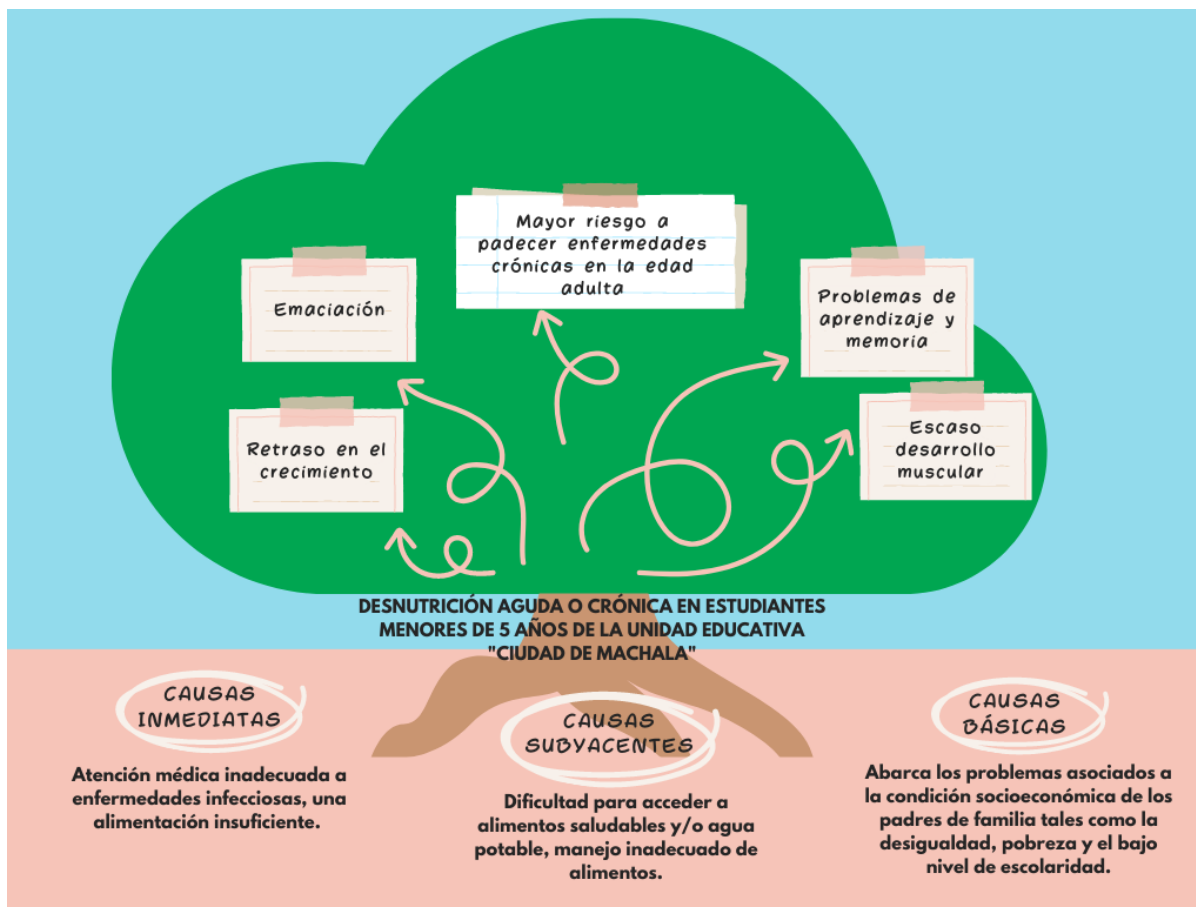 Mayor riesgo a
padecer enfermedades
crónicas en la edad
adulta
Emaciación
Problemas de
aprendizaje y
memoria
Retraso en el
crecimiento
Escaso
desarrollo
muscular
DESNUTRICIÓN AGUDA O CRÓNICA EN ESTUDIANTES
MENORES DE 5 AÑOS DE LA UNIDAD EDUCATIVA
"CIUDAD DE MACHALA"
CAUSAS
INMEDIATAS
Atención médica inadecuada a
enfermedades infecciosas, una
alimentación insuficiente.
CAUSAS
SUBYACENTES
Dificultad para acceder a
alimentos saludables y/o agua
potable, manejo inadecuado de
alimentos.
CAUSAS
BÁSICAS
Abarca los problemas asociados a
la condición socioeconómica de los
padres de familia tales como la
desigualdad, pobreza y el bajo
nivel de escolaridad.